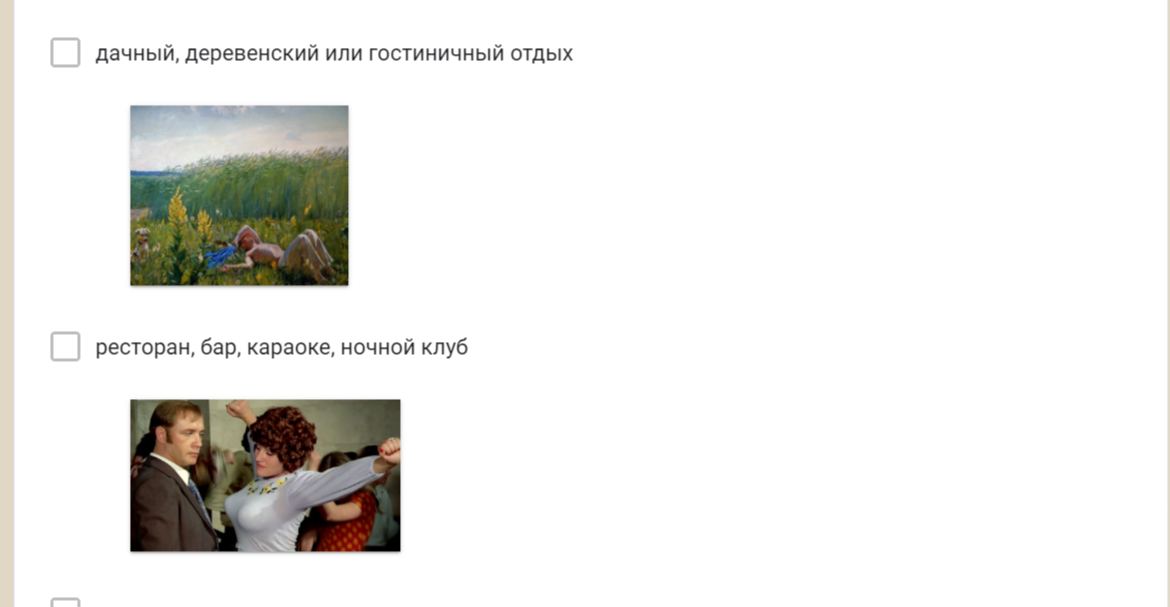 дачный, деревенский или гостиничный отдых
ресторан, бар, караоке, ночной клуб